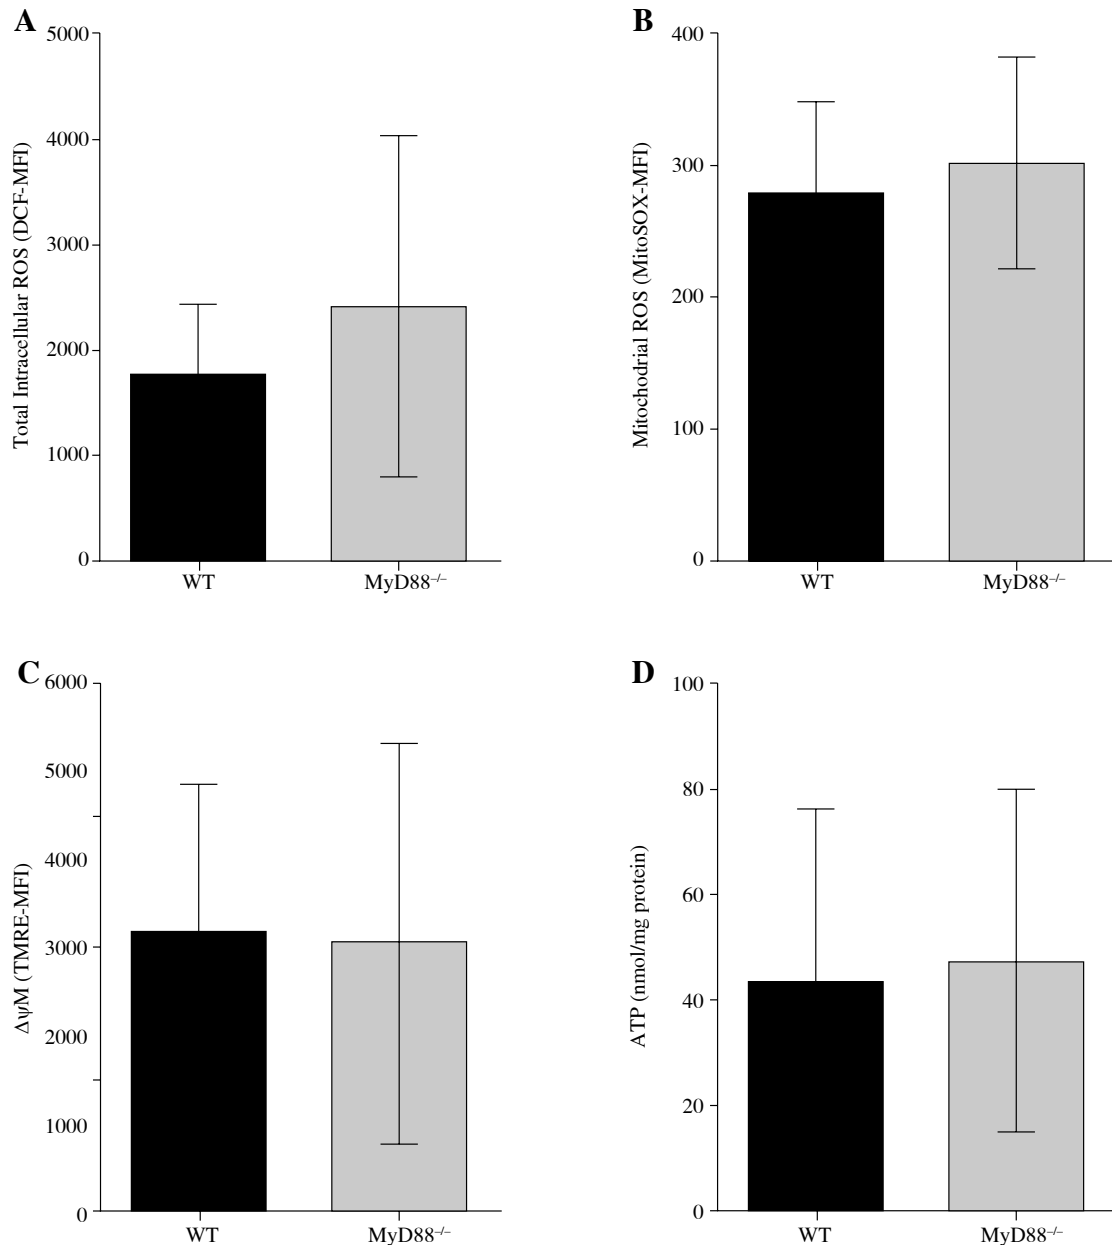 A
Total Intracellular ROS (DCF-MFI)
5000
4000
3000
2000
1000
0
WT
MyD88⁻/⁻
B
Mitochodrial ROS (MitoSOX-MFI)
400
300
200
100
0
WT
MyD88⁻/⁻
C
ΔψM (TMRE-MFI)
6000
5000
4000
3000
2000
1000
0
WT
MyD88⁻/⁻
D
ATP (nmol/mg protein)
100
80
60
40
20
0
WT
MyD88⁻/⁻